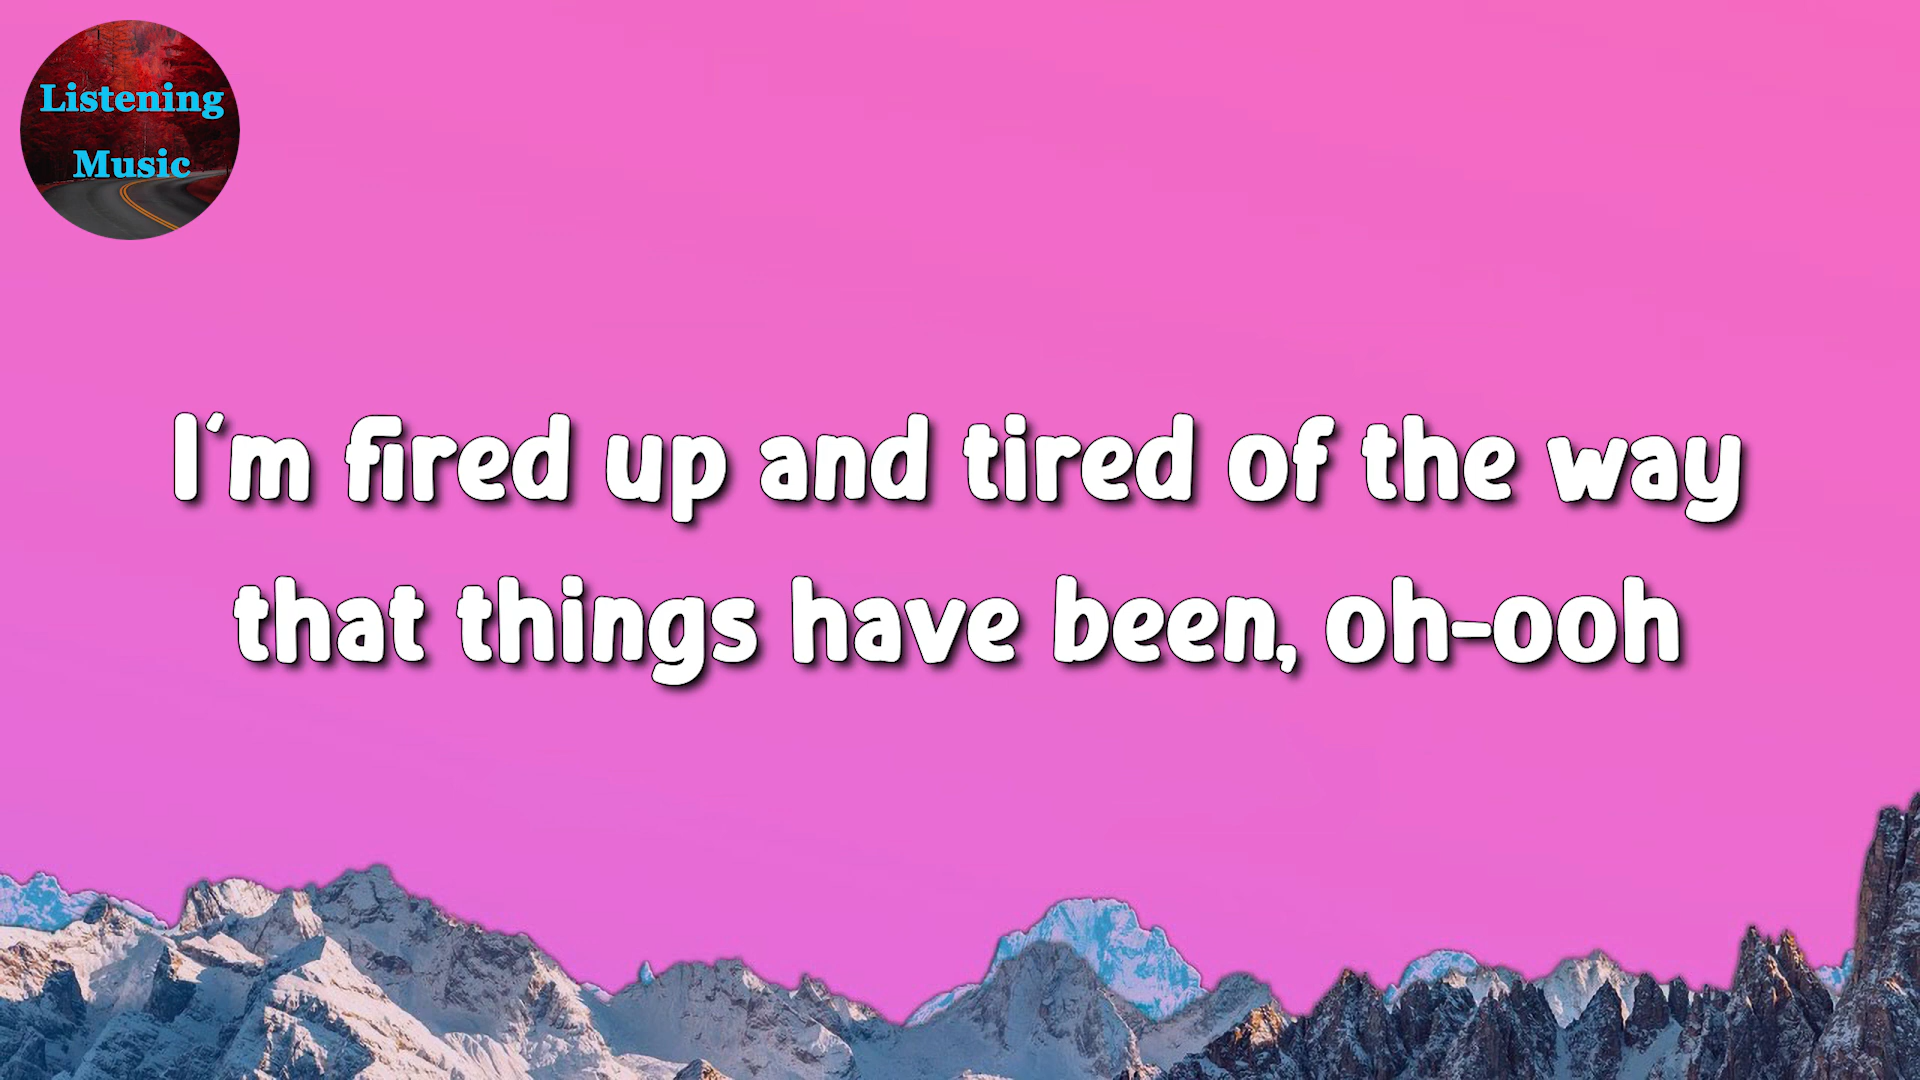 Listening
Music
I'm fired up and tired of the way
that things have been, oh-ooh